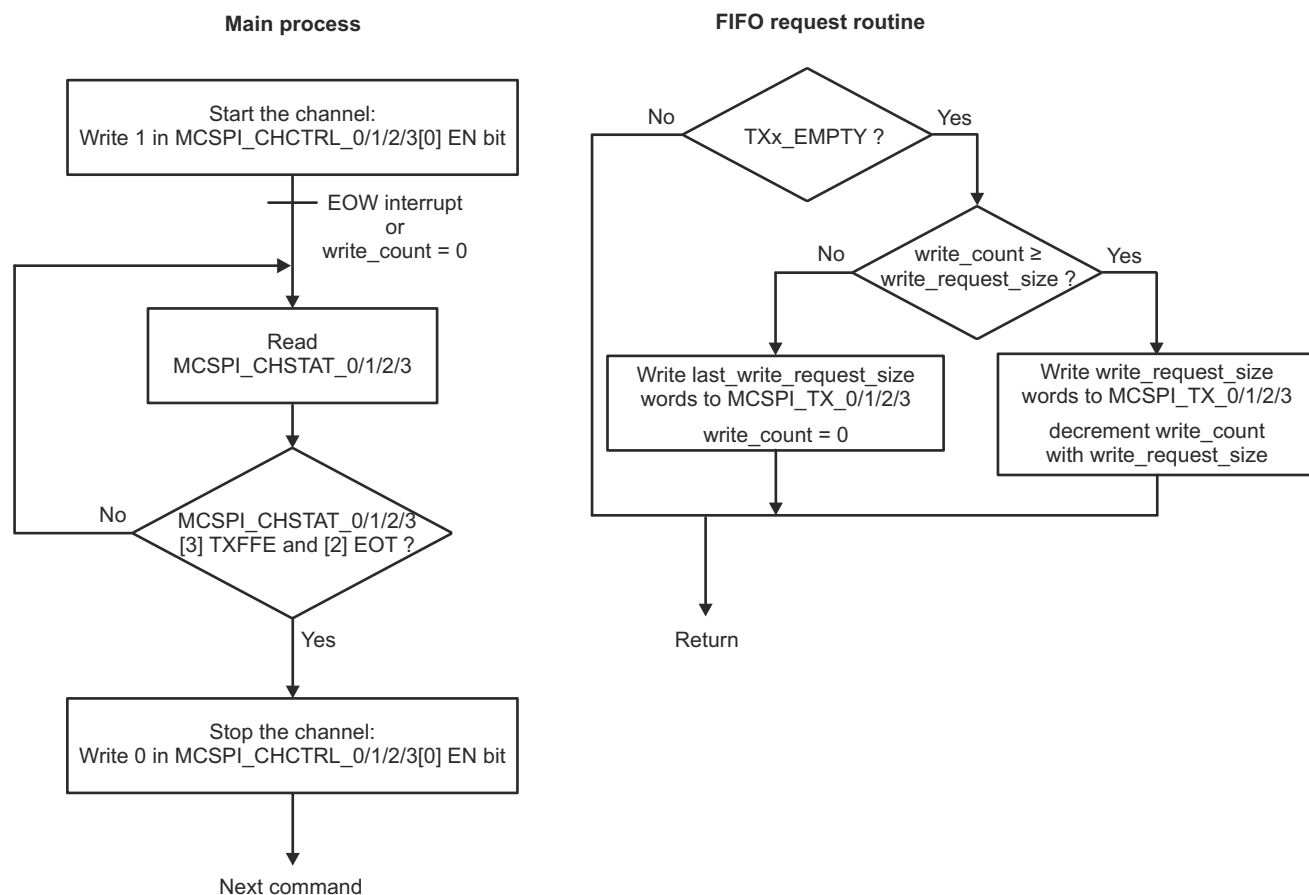 Main process
Start the channel:
Write 1 in MCSPI_CHCTRL_0/1/2/3[0] EN bit
EOW interrupt
or
write_count = 0
Read
MCSPI_CHSTAT_0/1/2/3
No
MCSPI_CHSTAT_0/1/2/3
[3] TXFFE and [2] EOT ?
Yes
Stop the channel:
Write 0 in MCSPI_CHCTRL_0/1/2/3[0] EN bit
Next command
FIFO request routine
No
TXx_EMPTY ?
Yes
No
write_count ≥
write_request_size ?
Yes
Write last_write_request_size
words to MCSPI_TX_0/1/2/3
write_count = 0
Write write_request_size
words to MCSPI_TX_0/1/2/3
decrement write_count
with write_request_size
Return